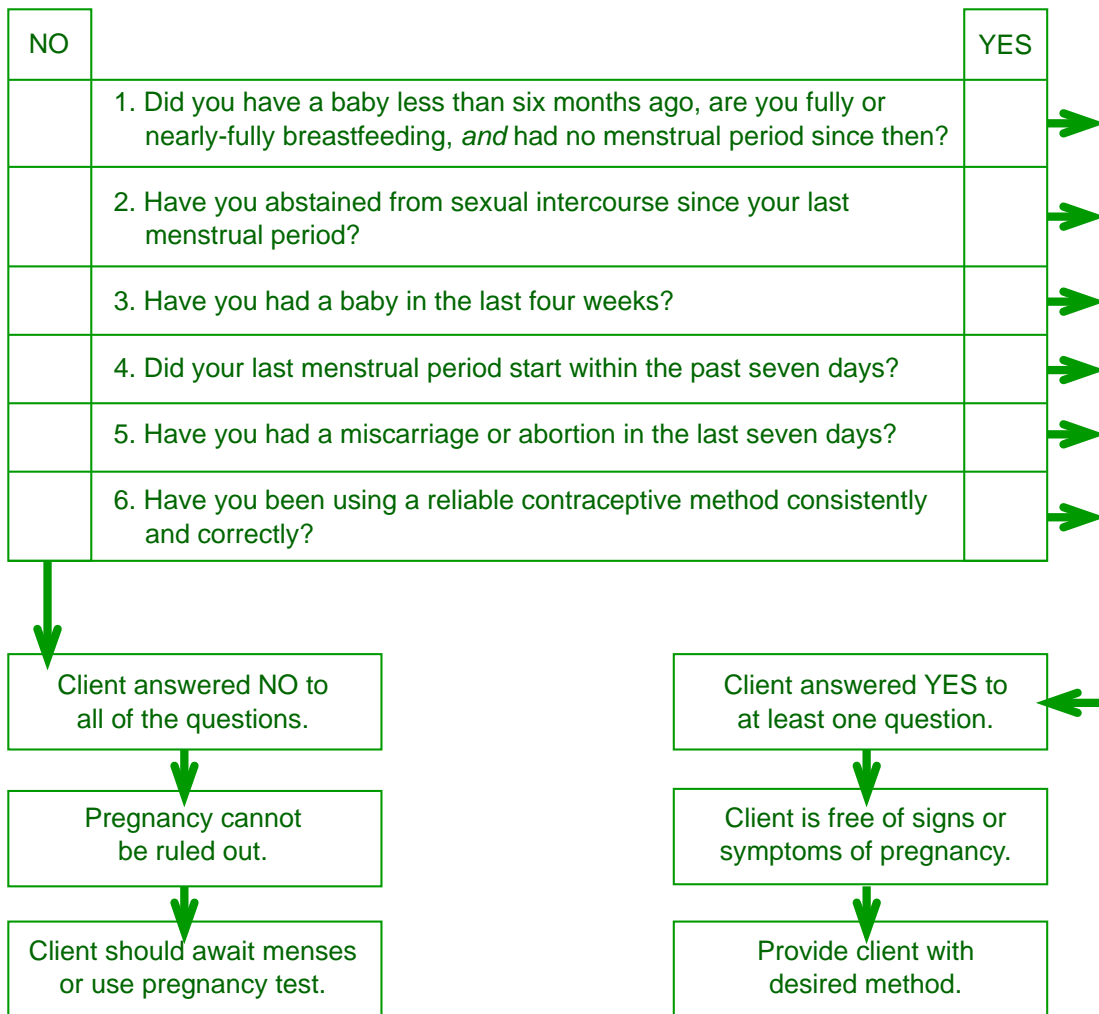 NO
YES
1. Did you have a baby less than six months ago, are you fully or
nearly-fully breastfeeding, and had no menstrual period since then?
2. Have you abstained from sexual intercourse since your last
menstrual period?
3. Have you had a baby in the last four weeks?
4. Did your last menstrual period start within the past seven days?
5. Have you had a miscarriage or abortion in the last seven days?
6. Have you been using a reliable contraceptive method consistently
and correctly?
Client answered NO to
all of the questions.
Pregnancy cannot
be ruled out.
Client should await menses
or use pregnancy test.
Client answered YES to
at least one question.
Client is free of signs or
symptoms of pregnancy.
Provide client with
desired method.